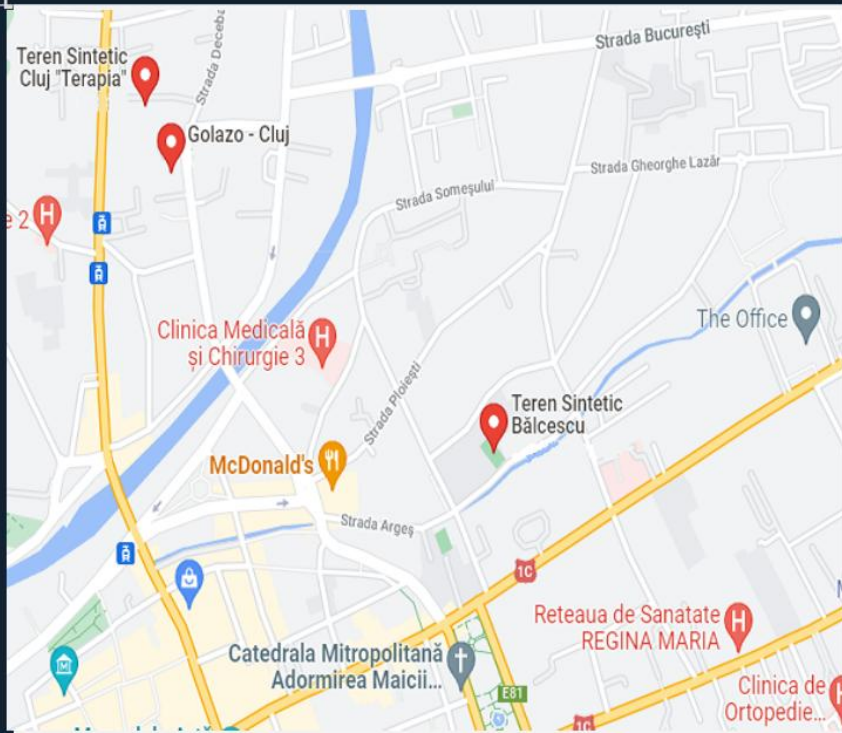 Strada București
Strada Deceba
Teren Sintetic
Cluj "Terapia"
Golazo - Cluj
Strada Gheorghe Lazăr
Strada Someșului
e 2
H
The Office
Clinica Medicală
și Chirurgie 3
H
Strada Ploiești
Teren Sintetic
Bălcescu
McDonald's
Strada Argeș
1C
Reteaua de Sanatate
REGINA MARIA
H
Catedrala Mitropolitană
Adormirea Maicii...
E81
Clinica de
Ortopedie...
H
1C